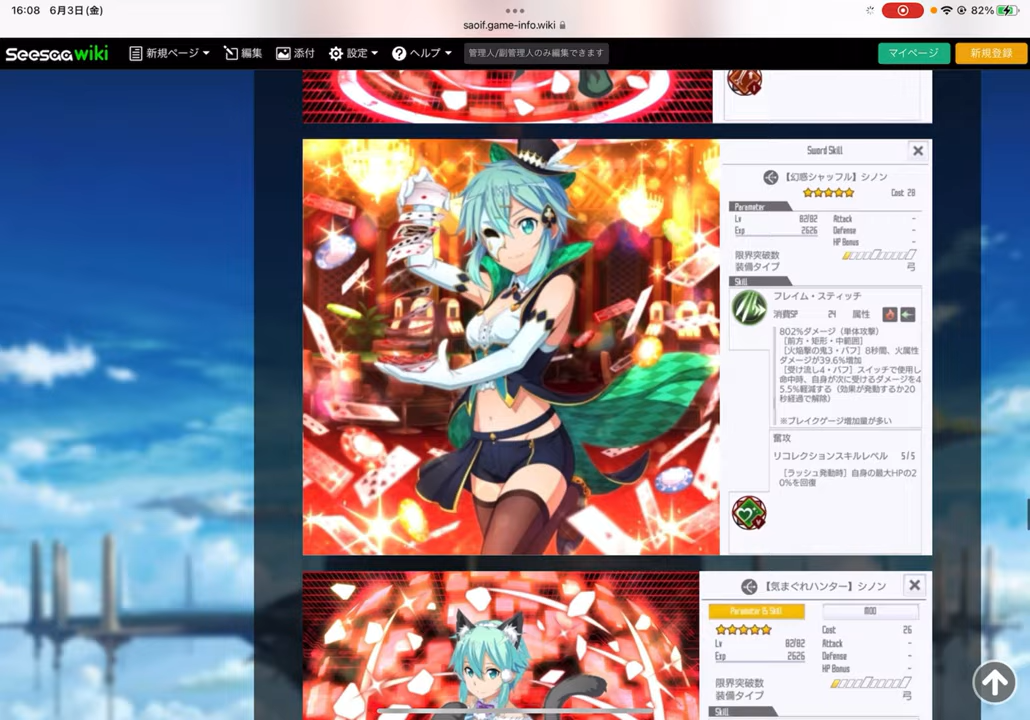 16:08 6月3日(金)
82%
saoif.game-info.wiki
Seesaa wiki
新規ページ
編集
添付
設定
ヘルプ
管理人/副管理人のみ編集できます
マイページ
新規登録
Sword Skill
【幻惑シャッフル】シノン
Cost 28
Parameter
Lv 82/82 Attack -
Exp 2626 Defense -
HP Bonus -
限界突破数
装備タイプ 弓
Skill
フレイム・スティッチ
消費SP 24 属性
802%ダメージ（単体攻撃）
［前方・矩形・中範囲］
［火焔撃の鬼3・バフ］8秒間、火属性
ダメージが39.6%増加
［受け流し4・バフ］スイッチで使用し
命中時、自身が次に受けるダメージを4
5.5%軽減する（効果が発動するか20
秒経過で解除）
※ブレイクゲージ増加量が多い
奮攻
リコレクションスキルレベル 5/5
［ラッシュ発動時］自身の最大HPの2
0%を回復
【気まぐれハンター】シノン
Parameter & Skill
MOD
Cost 26
Lv 82/82 Attack -
Exp 2626 Defense -
HP Bonus -
限界突破数
装備タイプ 弓
Skill